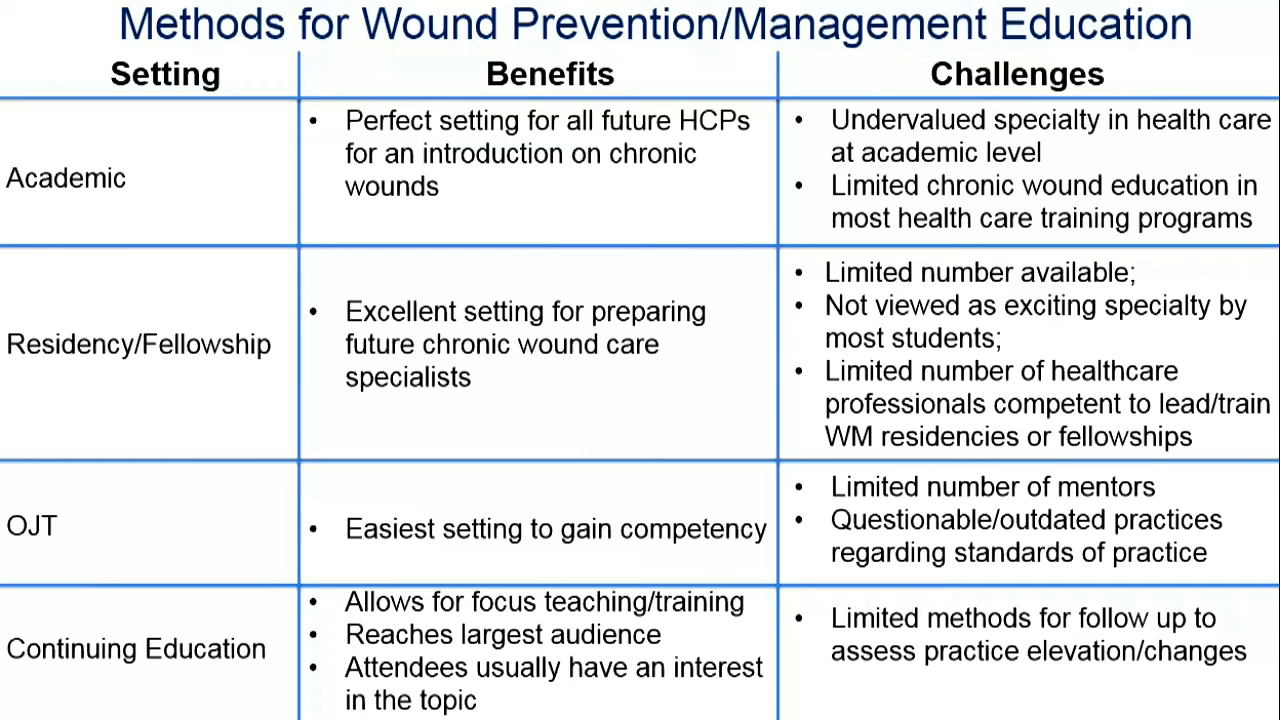 Methods for Wound Prevention/Management Education
Setting
Benefits
Challenges
Academic
• Perfect setting for all future HCPs
for an introduction on chronic
wounds
• Undervalued specialty in health care
at academic level
• Limited chronic wound education in
most health care training programs
Residency/Fellowship
• Excellent setting for preparing
future chronic wound care
specialists
• Limited number available;
• Not viewed as exciting specialty by
most students;
• Limited number of healthcare
professionals competent to lead/train
WM residencies or fellowships
OJT
• Easiest setting to gain competency
• Limited number of mentors
• Questionable/outdated practices
regarding standards of practice
Continuing Education
• Allows for focus teaching/training
• Reaches largest audience
• Attendees usually have an interest
in the topic
• Limited methods for follow up to
assess practice elevation/changes